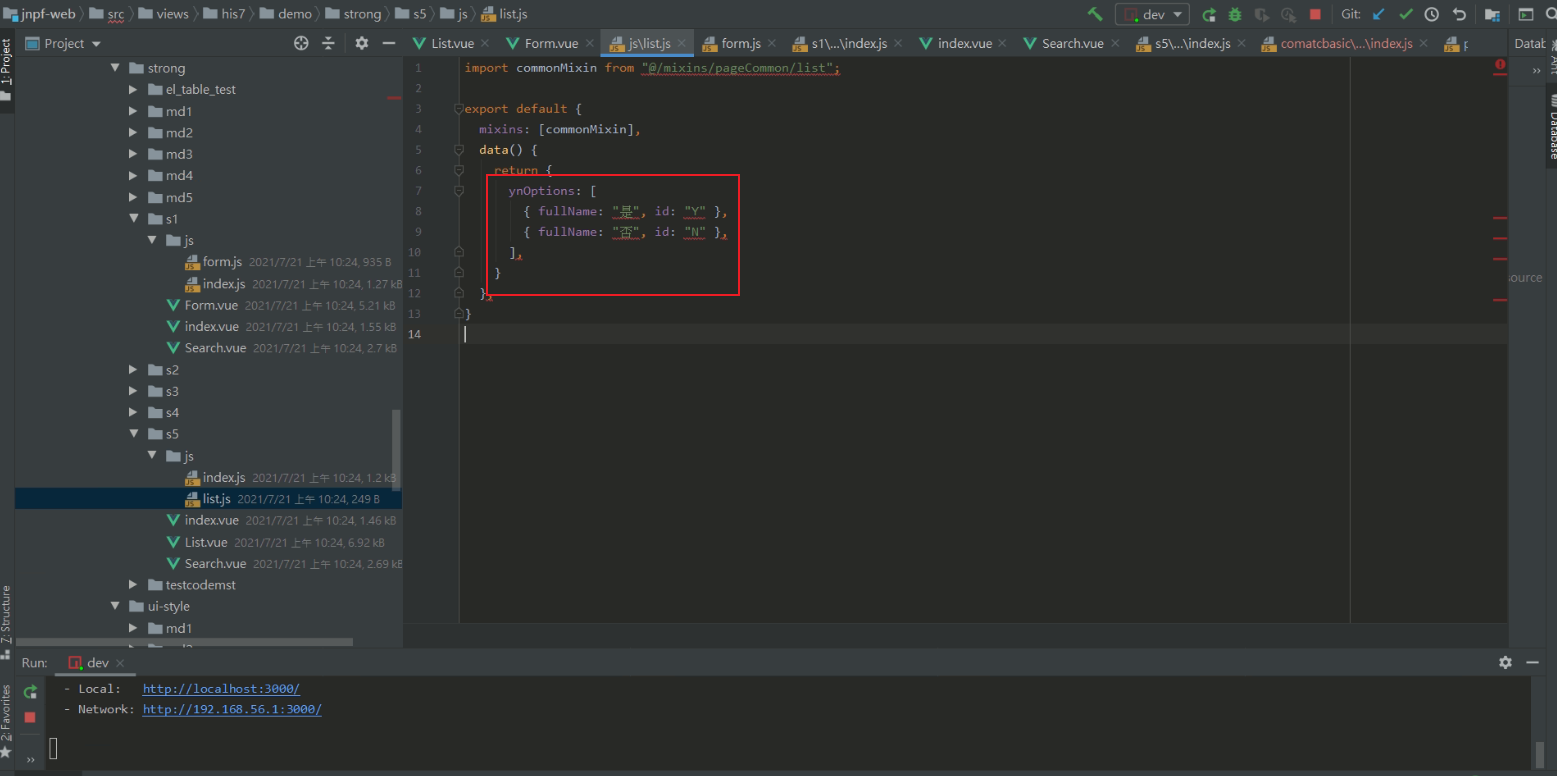 jnpf-web src views his7 demo strong s5 js list.js dev Git:
Project List.vue Form.vue js\list.js form.js s1\...\index.js index.vue Search.vue s5\...\index.js comatcbasic\...\index.js Datab
1: Project
strong
el_table_test
md1
md2
md3
md4
md5
s1
js
form.js 2021/7/21 上午 10:24, 935 B
index.js 2021/7/21 上午 10:24, 1.27 kB
Form.vue 2021/7/21 上午 10:24, 5.21 kB
index.vue 2021/7/21 上午 10:24, 1.55 kB
Search.vue 2021/7/21 上午 10:24, 2.7 kB
s2
s3
s4
s5
js
index.js 2021/7/21 上午 10:24, 1.2 kB
list.js 2021/7/21 上午 10:24, 249 B
index.vue 2021/7/21 上午 10:24, 1.46 kB
List.vue 2021/7/21 上午 10:24, 6.92 kB
Search.vue 2021/7/21 上午 10:24, 2.69 kB
testcodemst
ui-style
md1
1 import commonMixin from "@/mixins/pageCommon/list";
2
3 export default {
4 mixins: [commonMixin],
5 data() {
6 return {
7 ynOptions: [
8 { fullName: "是", id: "Y" },
9 { fullName: "否", id: "N" },
10 ],
11 }
12 },
13 }
14
Ant
Database
ource
7: Structure
2: Favorites
Run: dev
- Local: http://localhost:3000/
- Network: http://192.168.56.1:3000/